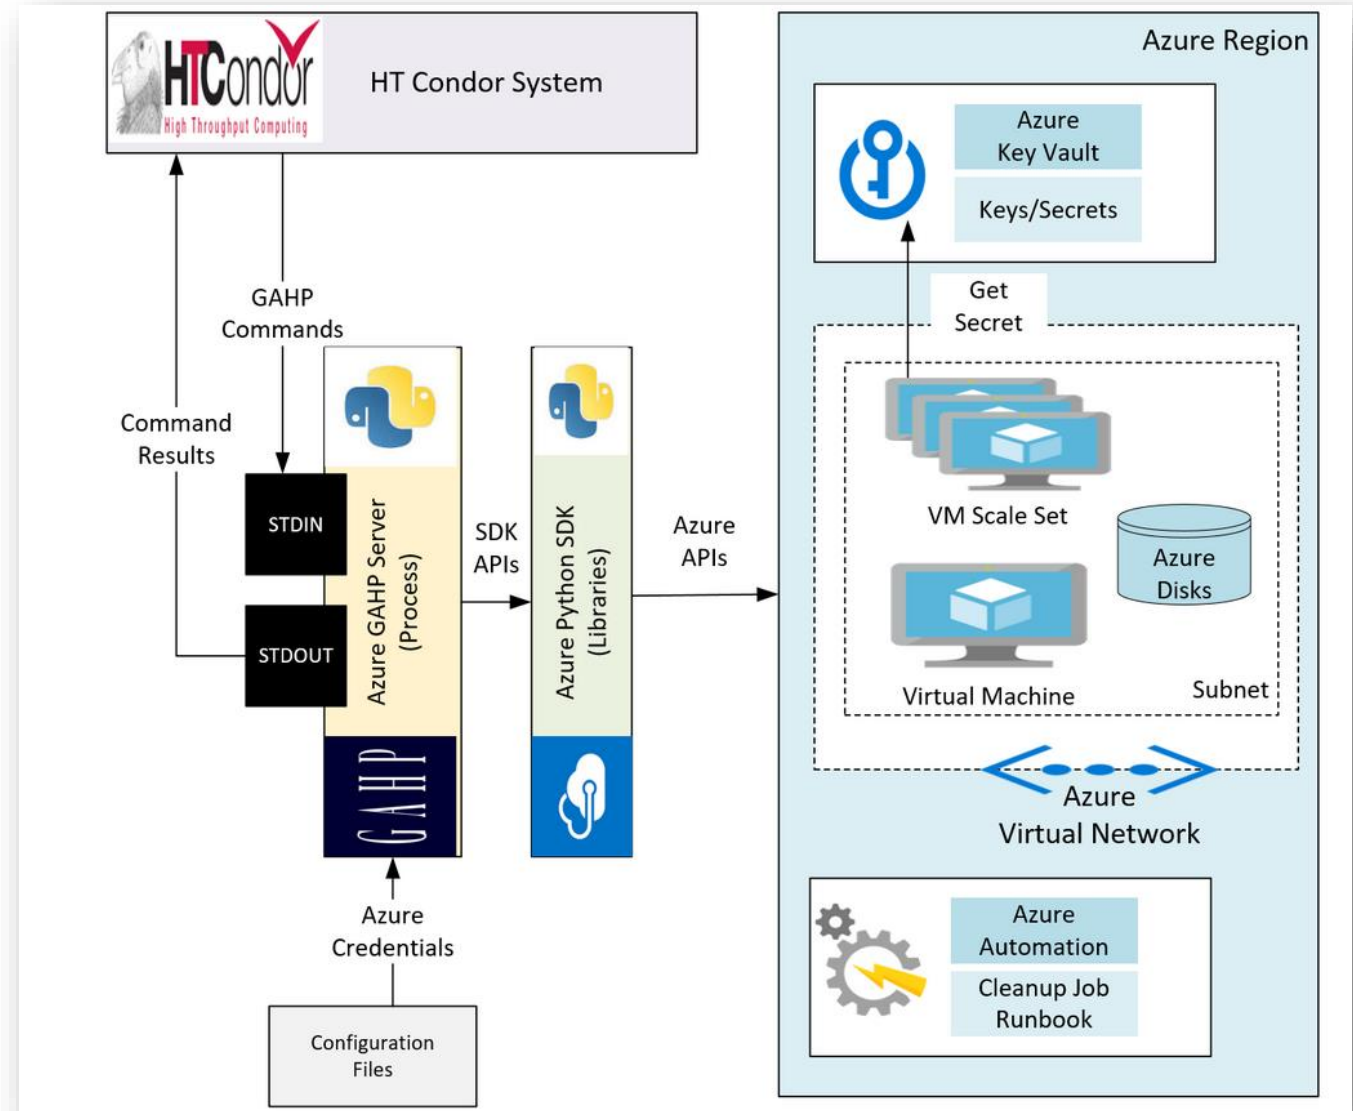 HTCondor
High Throughput Computing
HT Condor System
Azure Region
Azure
Key Vault
Keys/Secrets
Get
Secret
GAHP
Commands
Command
Results
STDIN
STDOUT
Azure GAHP Server
(Process)
GAHP
SDK
APIs
Azure Python SDK
(Libraries)
Azure
APIs
VM Scale Set
Azure
Disks
Virtual Machine
Subnet
Azure
Virtual Network
Azure
Credentials
Configuration
Files
Azure
Automation
Cleanup Job
Runbook